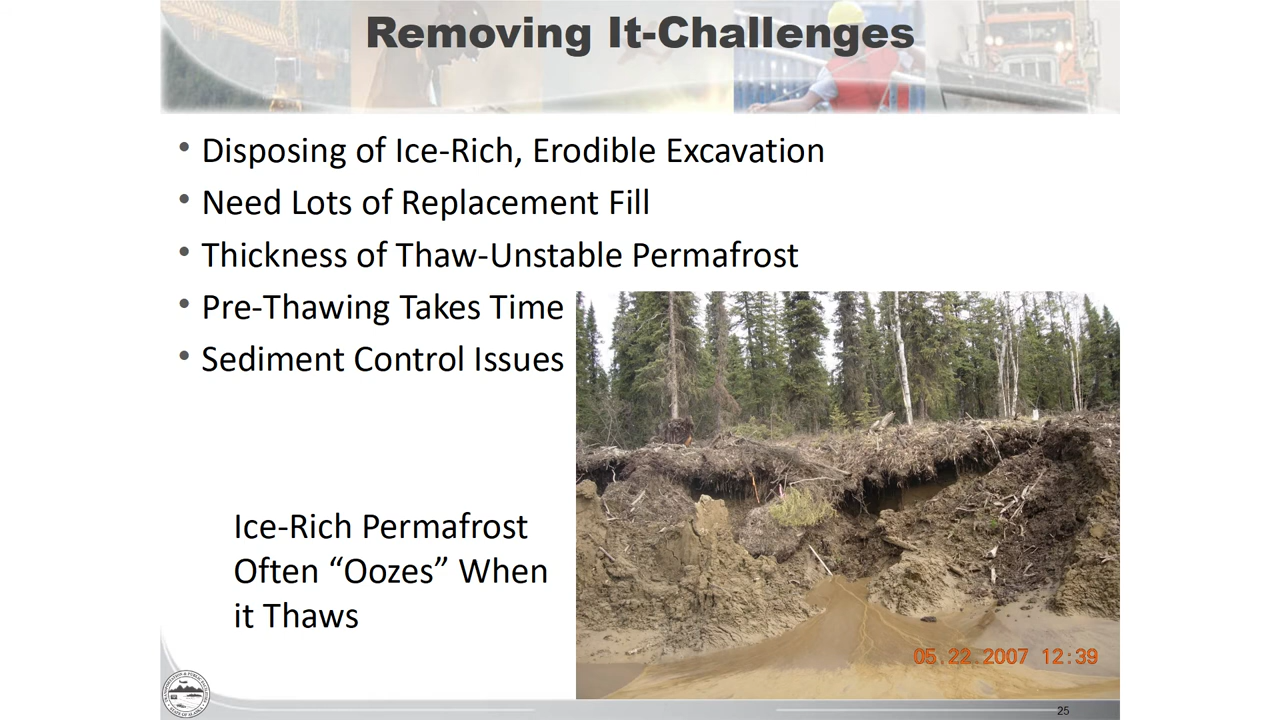 Removing It-Challenges
• Disposing of Ice-Rich, Erodible Excavation
• Need Lots of Replacement Fill
• Thickness of Thaw-Unstable Permafrost
• Pre-Thawing Takes Time
• Sediment Control Issues
Ice-Rich Permafrost
Often “Oozes” When
it Thaws
05.22.2007 12:39
25